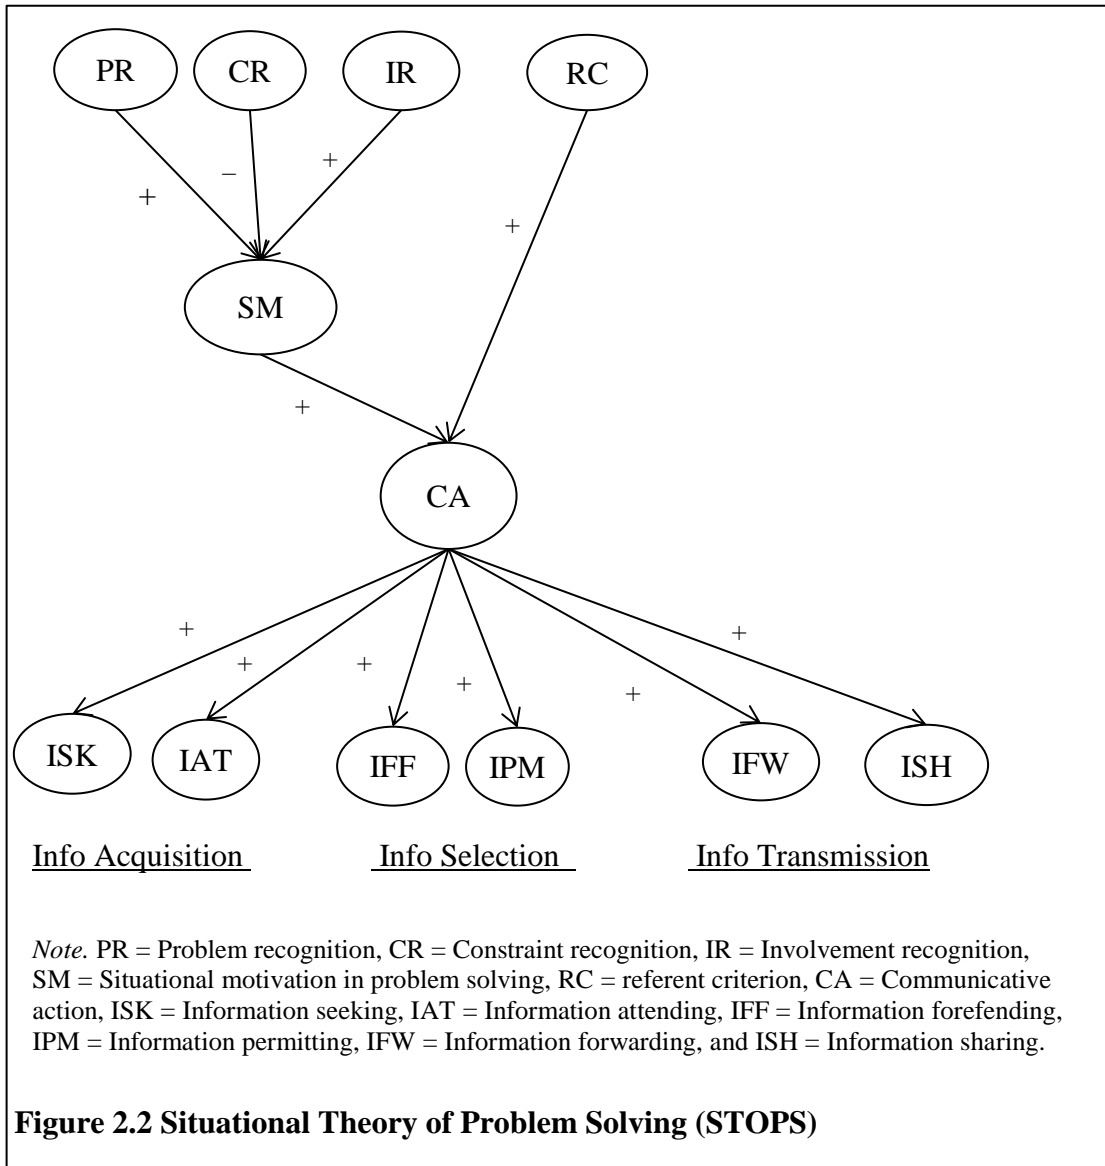 PR CR IR RC
+ – + +
SM
+
CA
+ + + + + +
ISK IAT IFF IPM IFW ISH
Info Acquisition Info Selection Info Transmission
Note. PR = Problem recognition, CR = Constraint recognition, IR = Involvement recognition,
SM = Situational motivation in problem solving, RC = referent criterion, CA = Communicative
action, ISK = Information seeking, IAT = Information attending, IFF = Information forefending,
IPM = Information permitting, IFW = Information forwarding, and ISH = Information sharing.
Figure 2.2 Situational Theory of Problem Solving (STOPS)